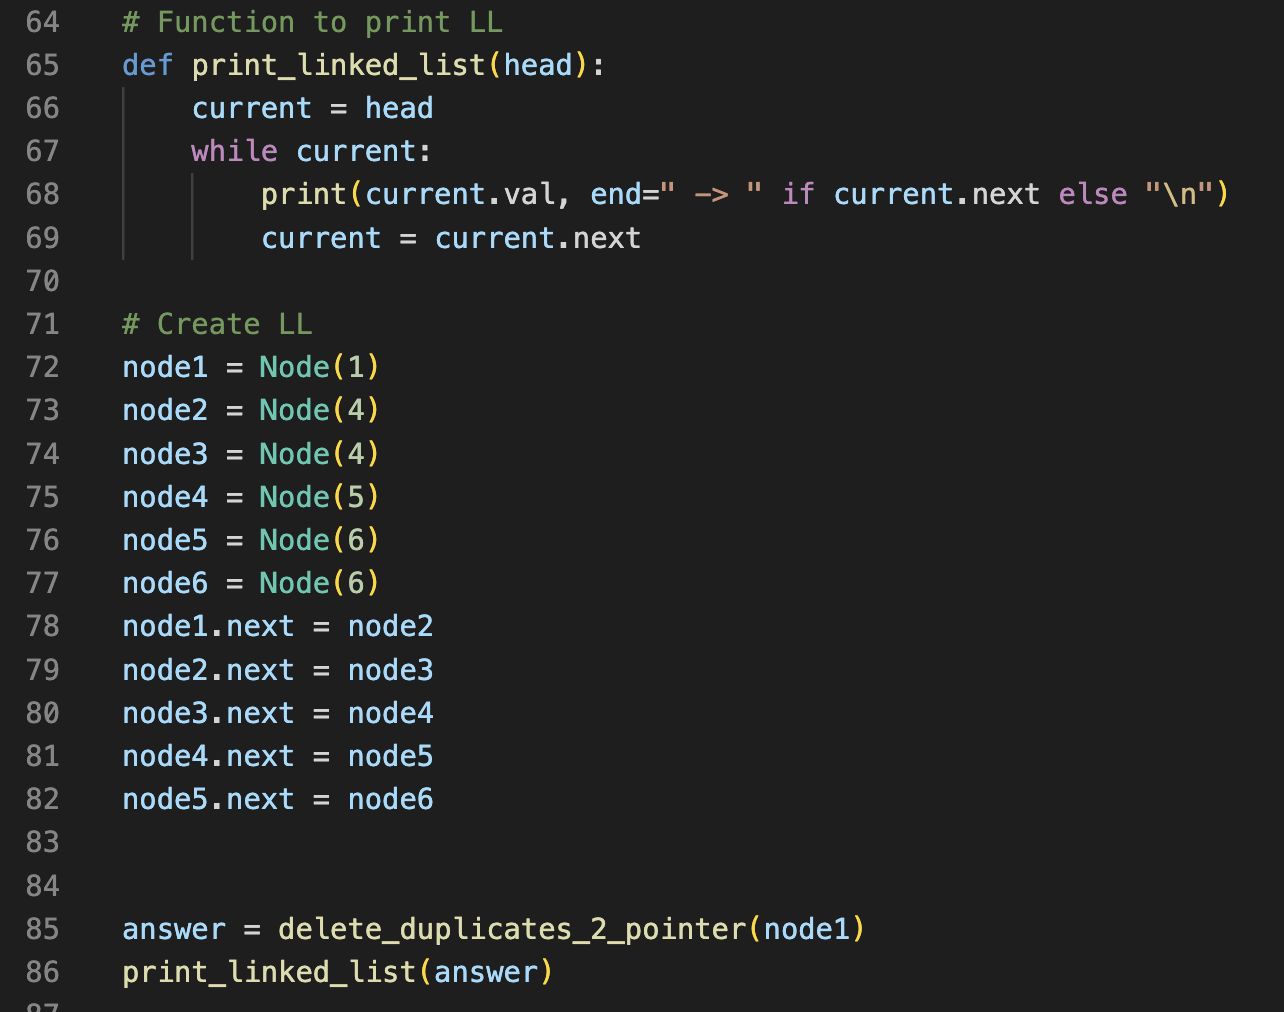 64 # Function to print LL
65 def print_linked_list(head):
66     current = head
67     while current:
68         print(current.val, end=" -> " if current.next else "\n")
69         current = current.next
70
71 # Create LL
72 node1 = Node(1)
73 node2 = Node(4)
74 node3 = Node(4)
75 node4 = Node(5)
76 node5 = Node(6)
77 node6 = Node(6)
78 node1.next = node2
79 node2.next = node3
80 node3.next = node4
81 node4.next = node5
82 node5.next = node6
83
84
85 answer = delete_duplicates_2_pointer(node1)
86 print_linked_list(answer)
87